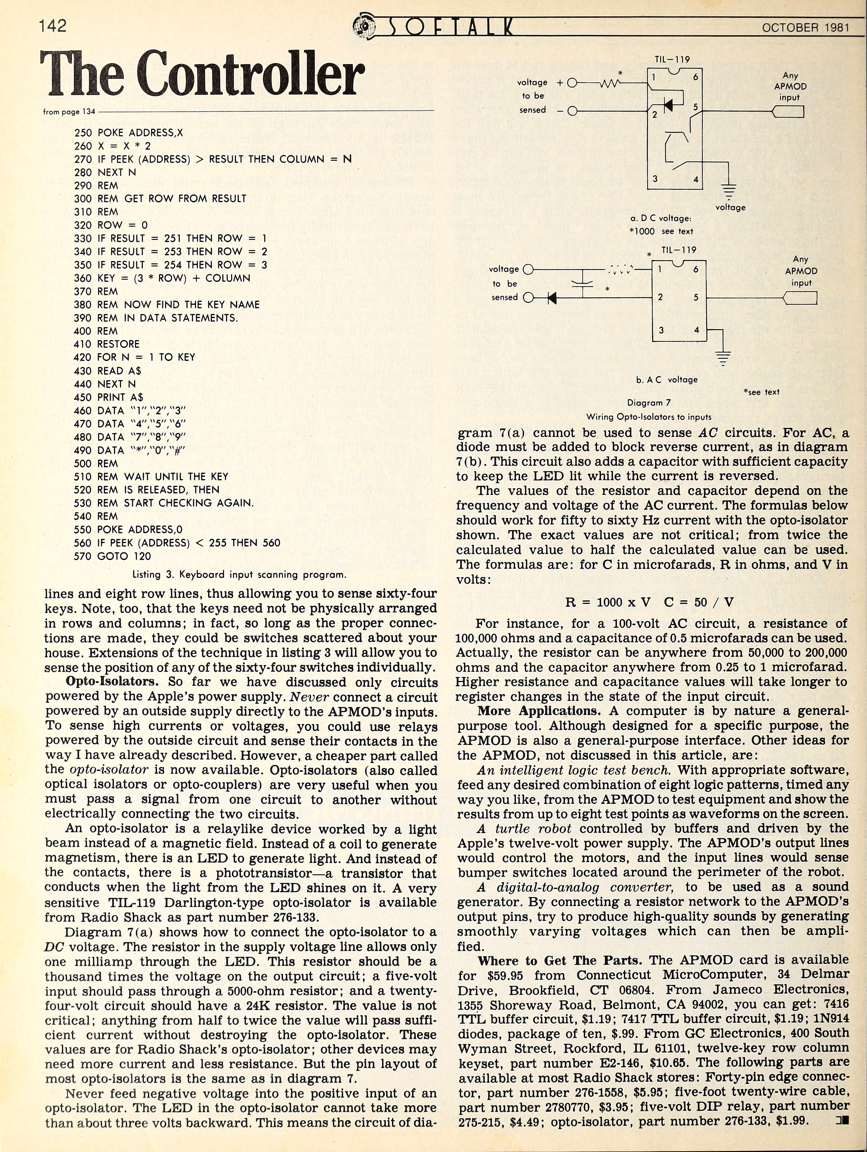 142
SOFTALK
OCTOBER 1981
The Controller
from page 134
250 POKE ADDRESS,X
260 X = X * 2
270 IF PEEK (ADDRESS) > RESULT THEN COLUMN = N
280 NEXT N
290 REM
300 REM GET ROW FROM RESULT
310 REM
320 ROW = 0
330 IF RESULT = 251 THEN ROW = 1
340 IF RESULT = 253 THEN ROW = 2
350 IF RESULT = 254 THEN ROW = 3
360 KEY = (3 * ROW) + COLUMN
370 REM
380 REM NOW FIND THE KEY NAME
390 REM IN DATA STATEMENTS.
400 REM
410 RESTORE
420 FOR N = 1 TO KEY
430 READ A$
440 NEXT N
450 PRINT A$
460 DATA "1","2","3"
470 DATA "4","5","6"
480 DATA "7","8","9"
490 DATA "*","0","#"
500 REM
510 REM WAIT UNTIL THE KEY
520 REM IS RELEASED, THEN
530 REM START CHECKING AGAIN.
540 REM
550 POKE ADDRESS,0
560 IF PEEK (ADDRESS) < 255 THEN 560
570 GOTO 120
Listing 3. Keyboard input scanning program.
lines and eight row lines, thus allowing you to sense sixty-four
keys. Note, too, that the keys need not be physically arranged
in rows and columns; in fact, so long as the proper connec-
tions are made, they could be switches scattered about your
house. Extensions of the technique in listing 3 will allow you to
sense the position of any of the sixty-four switches individually.
Opto-Isolators. So far we have discussed only circuits
powered by the Apple's power supply. Never connect a circuit
powered by an outside supply directly to the APMOD's inputs.
To sense high currents or voltages, you could use relays
powered by the outside circuit and sense their contacts in the
way I have already described. However, a cheaper part called
the opto-isolator is now available. Opto-isolators (also called
optical isolators or opto-couplers) are very useful when you
must pass a signal from one circuit to another without
electrically connecting the two circuits.
An opto-isolator is a relaylike device worked by a light
beam instead of a magnetic field. Instead of a coil to generate
magnetism, there is an LED to generate light. And instead of
the contacts, there is a phototransistor—a transistor that
conducts when the light from the LED shines on it. A very
sensitive TIL-119 Darlington-type opto-isolator is available
from Radio Shack as part number 276-133.
Diagram 7(a) shows how to connect the opto-isolator to a
DC voltage. The resistor in the supply voltage line allows only
one milliamp through the LED. This resistor should be a
thousand times the voltage on the output circuit; a five-volt
input should pass through a 5000-ohm resistor; and a twenty-
four-volt circuit should have a 24K resistor. The value is not
critical; anything from half to twice the value will pass suffi-
cient current without destroying the opto-isolator. These
values are for Radio Shack's opto-isolator; other devices may
need more current and less resistance. But the pin layout of
most opto-isolators is the same as in diagram 7.
Never feed negative voltage into the positive input of an
opto-isolator. The LED in the opto-isolator cannot take more
than about three volts backward. This means the circuit of dia-
TIL-119
voltage +
to be
sensed -
*
1
6
2
5
3
4
Any
APMOD
input
voltage
a. D C voltage:
*1000 see text
TIL-119
*
voltage
to be
sensed
*
1
6
2
5
3
4
Any
APMOD
input
b. A C voltage
*see text
Diagram 7
Wiring Opto-Isolators to inputs
gram 7(a) cannot be used to sense AC circuits. For AC, a
diode must be added to block reverse current, as in diagram
7(b). This circuit also adds a capacitor with sufficient capacity
to keep the LED lit while the current is reversed.
The values of the resistor and capacitor depend on the
frequency and voltage of the AC current. The formulas below
should work for fifty to sixty Hz current with the opto-isolator
shown. The exact values are not critical; from twice the
calculated value to half the calculated value can be used.
The formulas are: for C in microfarads, R in ohms, and V in
volts:
R = 1000 x V C = 50 / V
For instance, for a 100-volt AC circuit, a resistance of
100,000 ohms and a capacitance of 0.5 microfarads can be used.
Actually, the resistor can be anywhere from 50,000 to 200,000
ohms and the capacitor anywhere from 0.25 to 1 microfarad.
Higher resistance and capacitance values will take longer to
register changes in the state of the input circuit.
More Applications. A computer is by nature a general-
purpose tool. Although designed for a specific purpose, the
APMOD is also a general-purpose interface. Other ideas for
the APMOD, not discussed in this article, are:
An intelligent logic test bench. With appropriate software,
feed any desired combination of eight logic patterns, timed any
way you like, from the APMOD to test equipment and show the
results from up to eight test points as waveforms on the screen.
A turtle robot controlled by buffers and driven by the
Apple's twelve-volt power supply. The APMOD's output lines
would control the motors, and the input lines would sense
bumper switches located around the perimeter of the robot.
A digital-to-analog converter, to be used as a sound
generator. By connecting a resistor network to the APMOD's
output pins, try to produce high-quality sounds by generating
smoothly varying voltages which can then be ampli-
fied.
Where to Get The Parts. The APMOD card is available
for $59.95 from Connecticut MicroComputer, 34 Delmar
Drive, Brookfield, CT 06804. From Jameco Electronics,
1355 Shoreway Road, Belmont, CA 94002, you can get: 7416
TTL buffer circuit, $1.19; 7417 TTL buffer circuit, $1.19; 1N914
diodes, package of ten, $.99. From GC Electronics, 400 South
Wyman Street, Rockford, IL 61101, twelve-key row column
keyset, part number E2-146, $10.65. The following parts are
available at most Radio Shack stores: Forty-pin edge connec-
tor, part number 276-1558, $5.95; five-foot twenty-wire cable,
part number 2780770, $3.95; five-volt DIP relay, part number
275-215, $4.49; opto-isolator, part number 276-133, $1.99.